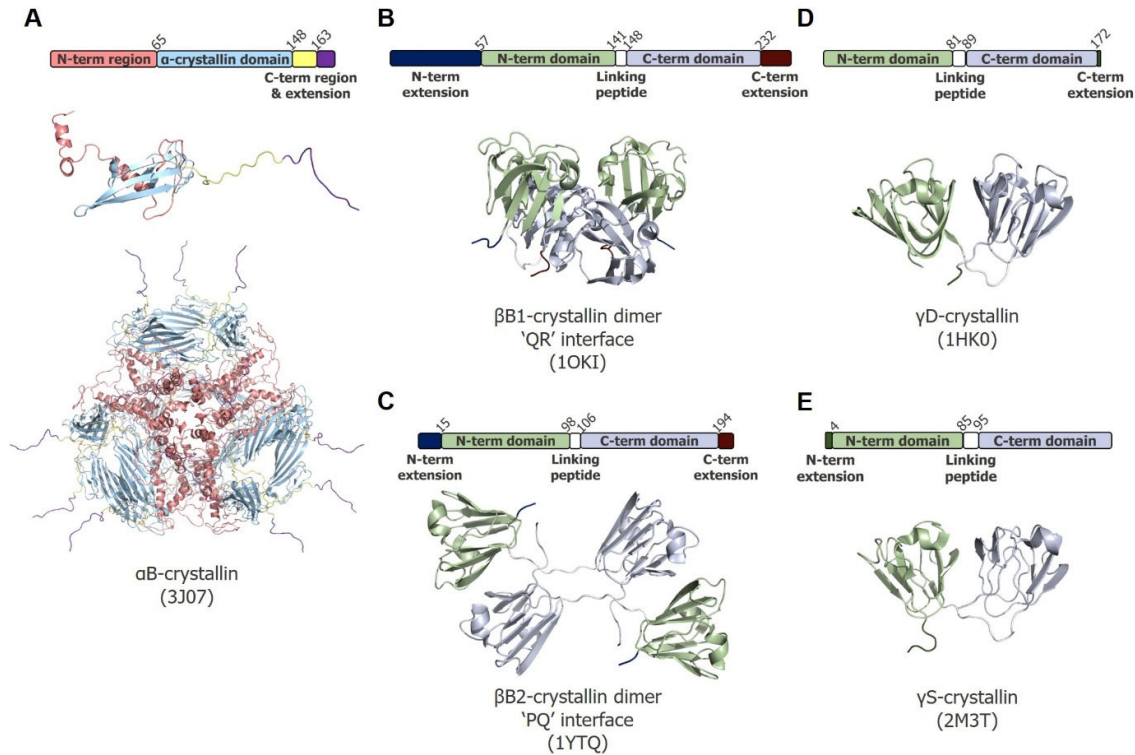 A
65
148
163
N-term region
α-crystallin domain
C-term region
& extension
αB-crystallin
(3J07)
B
57
141
148
232
N-term domain
C-term domain
N-term
extension
Linking
peptide
C-term
extension
βB1-crystallin dimer
‘QR’ interface
(1OKI)
C
15
98
106
194
N-term domain
C-term domain
N-term
extension
Linking
peptide
C-term
extension
βB2-crystallin dimer
‘PQ’ interface
(1YTQ)
D
81
89
172
N-term domain
C-term domain
Linking
peptide
C-term
extension
γD-crystallin
(1HK0)
E
4
85
95
N-term domain
C-term domain
N-term
extension
Linking
peptide
γS-crystallin
(2M3T)